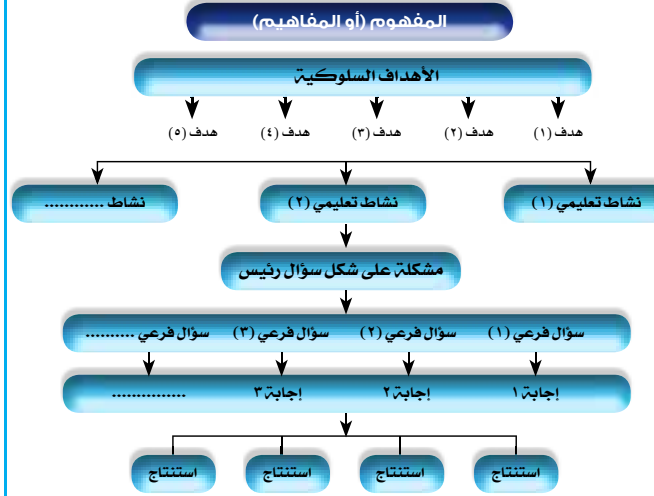 المفهوم (أو المفاهيم)
الأهداف السلوكية
هدف (١) هدف (٢) هدف (٣) هدف (٤) هدف (٥)
نشاط تعليمي (١) نشاط تعليمي (٢) نشاط ............
مشكلة على شكل سؤال رئيس
سؤال فرعي (١) سؤال فرعي (٢) سؤال فرعي (٣) سؤال فرعي ..........
إجابة ١ إجابة ٢ إجابة ٣ ...............
استنتاج استنتاج استنتاج استنتاج